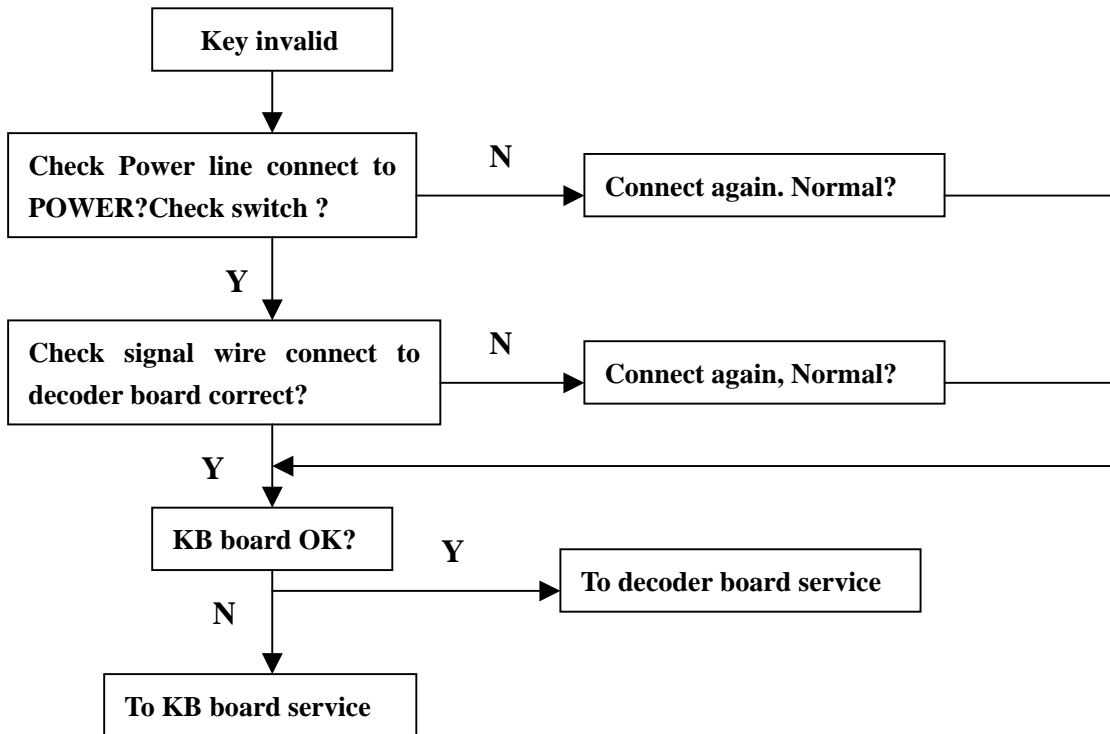 Key invalid
Check Power line connect to
POWER?Check switch ?
N
Connect again. Normal?
Y
Check signal wire connect to
decoder board correct?
N
Connect again, Normal?
Y
KB board OK?
Y
To decoder board service
N
To KB board service